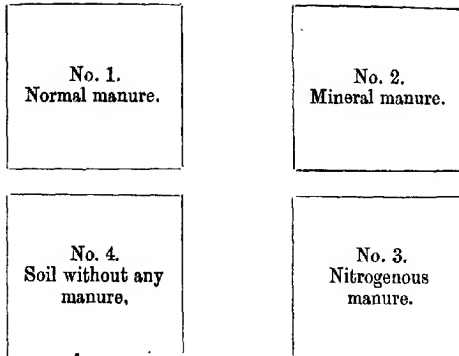 No. 1.
Normal manure.
No. 2.
Mineral manure.
No. 4.
Soil without any
manure,
No. 3.
Nitrogenous
manure.